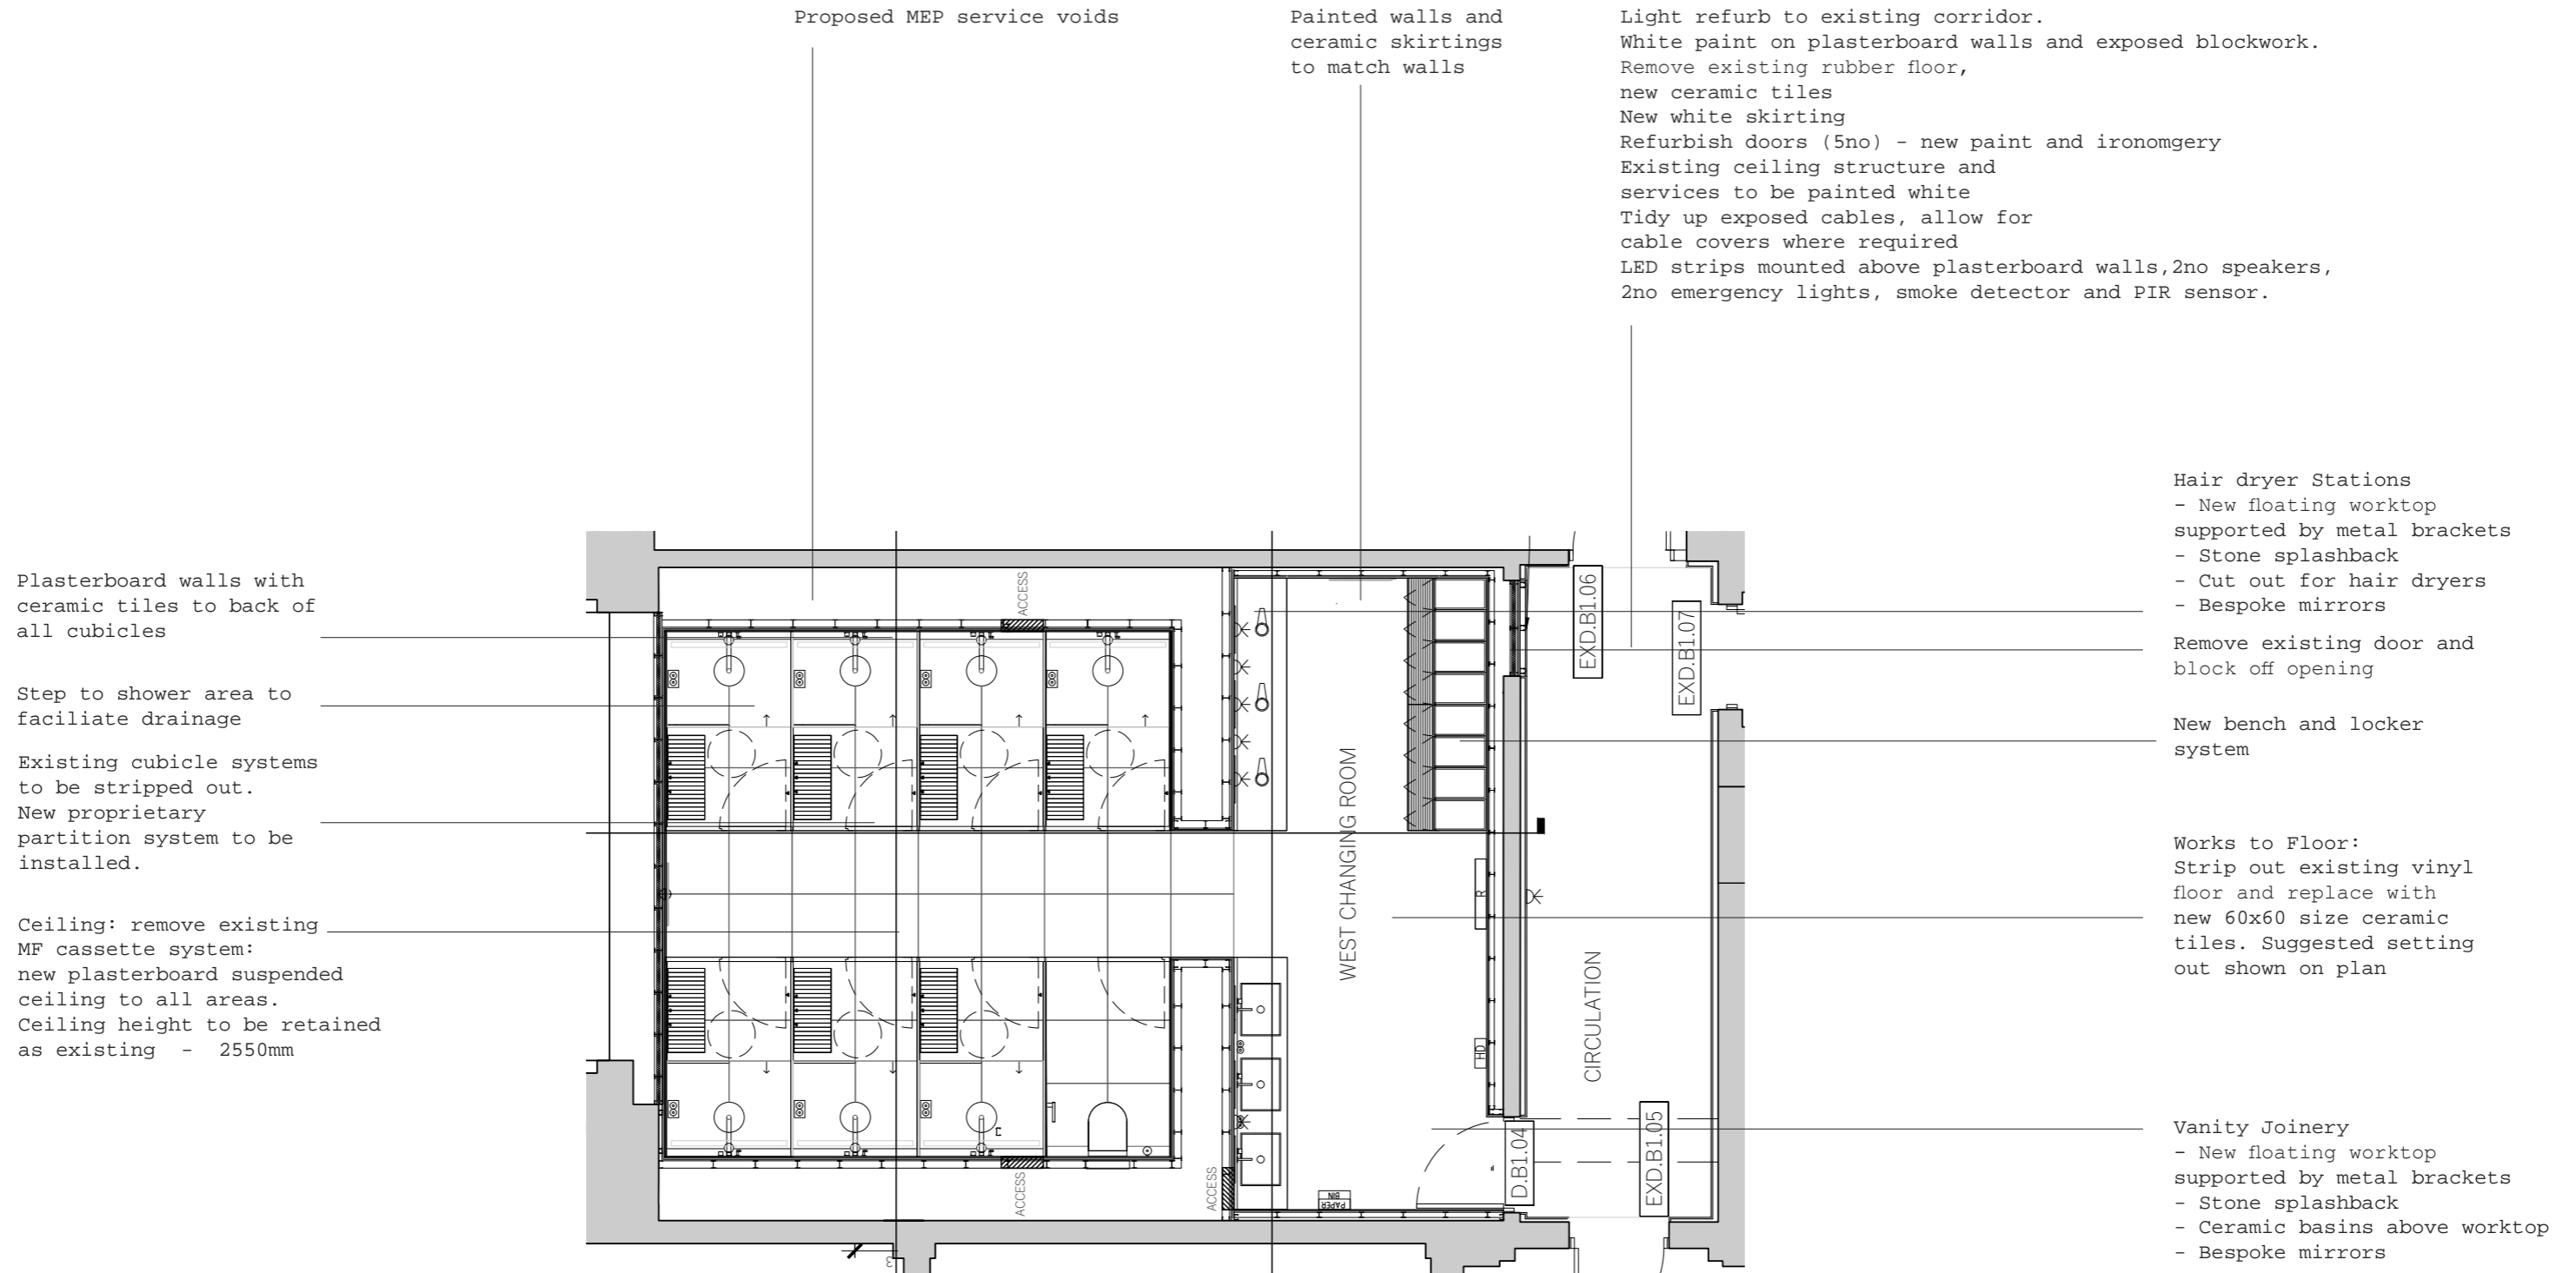 Proposed MEP service voids
Painted walls and
ceramic skirtings
to match walls
Light refurb to existing corridor.
White paint on plasterboard walls and exposed blockwork.
Remove existing rubber floor,
new ceramic tiles
New white skirting
Refurbish doors (5no) - new paint and ironomgery
Existing ceiling structure and
services to be painted white
Tidy up exposed cables, allow for
cable covers where required
LED strips mounted above plasterboard walls,2no speakers,
2no emergency lights, smoke detector and PIR sensor.
Plasterboard walls with
ceramic tiles to back of
all cubicles
Step to shower area to
faciliate drainage
Existing cubicle systems
to be stripped out.
New proprietary
partition system to be
installed.
Ceiling: remove existing
MF cassette system:
new plasterboard suspended
ceiling to all areas.
Ceiling height to be retained
as existing - 2550mm
ACCESS
ACCESS
ACCESS
WEST CHANGING ROOM
CIRCULATION
EXD.B1.06
EXD.B1.07
EXD.B1.05
D.B1.04
R
HD
PAPER
BIN
Hair dryer Stations
- New floating worktop
supported by metal brackets
- Stone splashback
- Cut out for hair dryers
- Bespoke mirrors
Remove existing door and
block off opening
New bench and locker
system
Works to Floor:
Strip out existing vinyl
floor and replace with
new 60x60 size ceramic
tiles. Suggested setting
out shown on plan
Vanity Joinery
- New floating worktop
supported by metal brackets
- Stone splashback
- Ceramic basins above worktop
- Bespoke mirrors